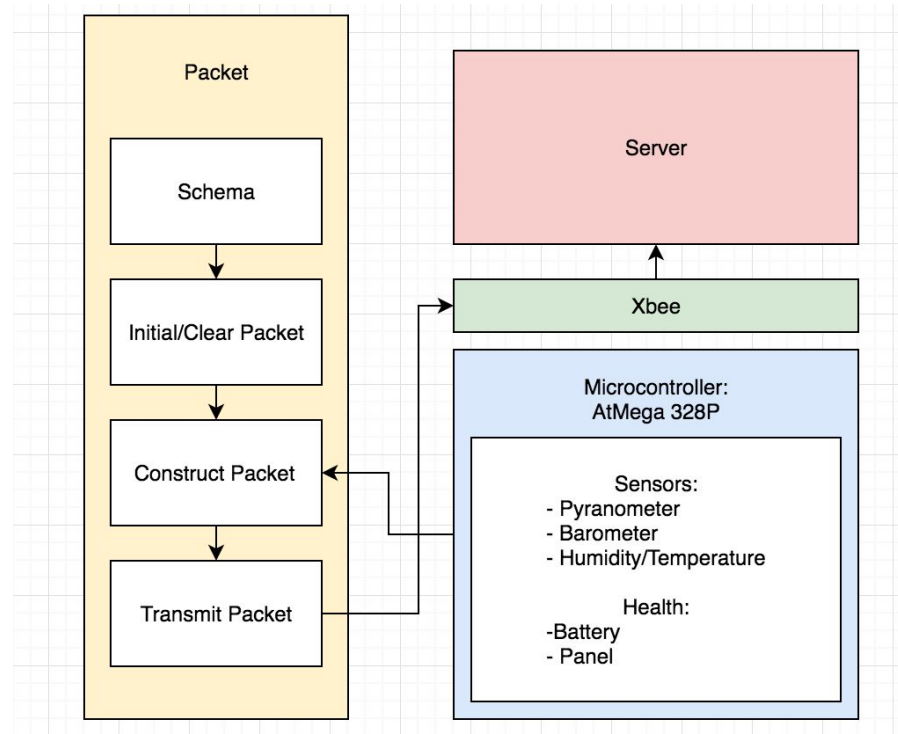 Packet
Schema
Initial/Clear Packet
Construct Packet
Transmit Packet
Server
Xbee
Microcontroller:
AtMega 328P
Sensors:
- Pyranometer
- Barometer
- Humidity/Temperature
Health:
-Battery
- Panel